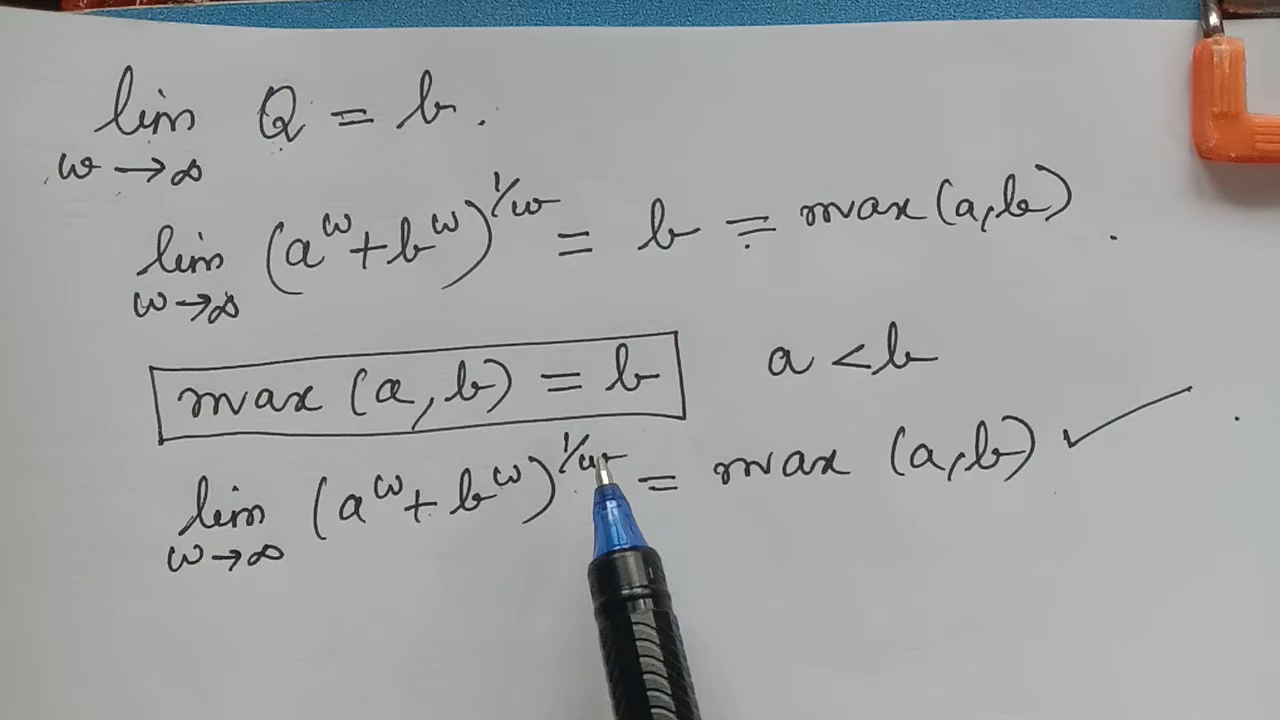 lim Q = b.
w→∞
lim (a^w + b^w)^1/w = b = max(a,b)
w→∞
max (a, b) = b a < b
lim (a^w + b^w)^1/w = max (a,b) ✓
w→∞